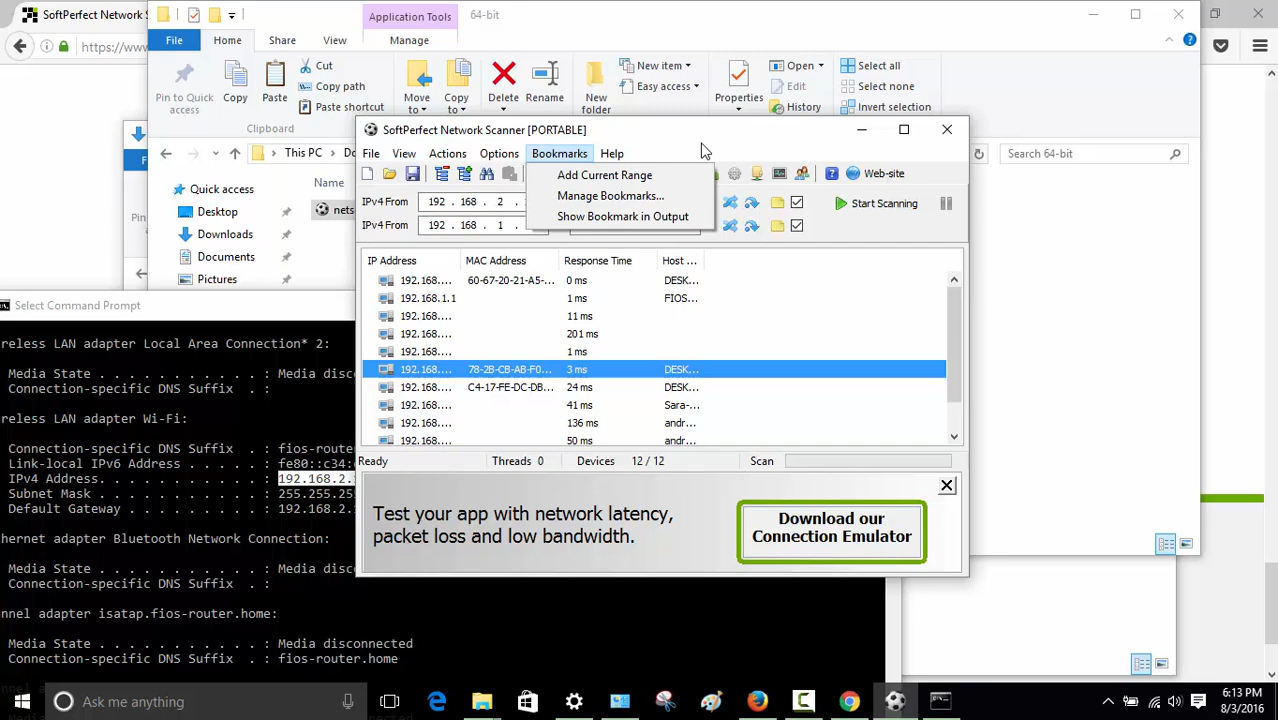 SoftPerfect Network S
Application Tools
64-bit
https://www
File
Home
Share
View
Manage
Pin to Quick
access
Copy
Paste
Cut
Copy path
Paste shortcut
Clipboard
Move
to
Copy
to
Delete
Rename
New
folder
New item
Easy access
Properties
Open
Edit
History
Select all
Select none
Invert selection
This PC
Search 64-bit
Quick access
Desktop
Downloads
Documents
Pictures
Name
nets
SoftPerfect Network Scanner [PORTABLE]
File
View
Actions
Options
Bookmarks
Help
Web-site
Add Current Range
Manage Bookmarks...
Show Bookmark in Output
IPv4 From
192 . 168 . 2 .
Start Scanning
IPv4 From
192 . 168 . 1 .
IP Address
MAC Address
Response Time
Host ...
192.168....
60-67-20-21-A5-...
0 ms
DESK...
192.168.1.1
1 ms
FIOS...
192.168....
11 ms
192.168....
201 ms
192.168....
1 ms
192.168....
78-2B-CB-AB-F0...
3 ms
DESK...
192.168....
C4-17-FE-DC-DB...
24 ms
DESK...
192.168....
41 ms
Sara-...
192.168....
136 ms
andr...
192.168....
50 ms
andr...
Ready
Threads 0
Devices 12 / 12
Scan
Test your app with network latency,
packet loss and low bandwidth.
Download our
Connection Emulator
Select Command Prompt
reless LAN adapter Local Area Connection* 2:
Media State . . . . . . . . . . . : Media disc
Connection-specific DNS Suffix . :
reless LAN adapter Wi-Fi:
Connection-specific DNS Suffix . : fios-route
Link-local IPv6 Address . . . . . : fe80::c34:
IPv4 Address. . . . . . . . . . . : 192.168.2.
Subnet Mask . . . . . . . . . . . : 255.255.25
Default Gateway . . . . . . . . . : 192.168.2.
hernet adapter Bluetooth Network Connection:
Media State . . . . . . . . . . . : Media disc
Connection-specific DNS Suffix . :
nnel adapter isatap.fios-router.home:
Media State . . . . . . . . . . . : Media disconnected
Connection-specific DNS Suffix . : fios-router.home
Ask me anything
6:13 PM
8/3/2016